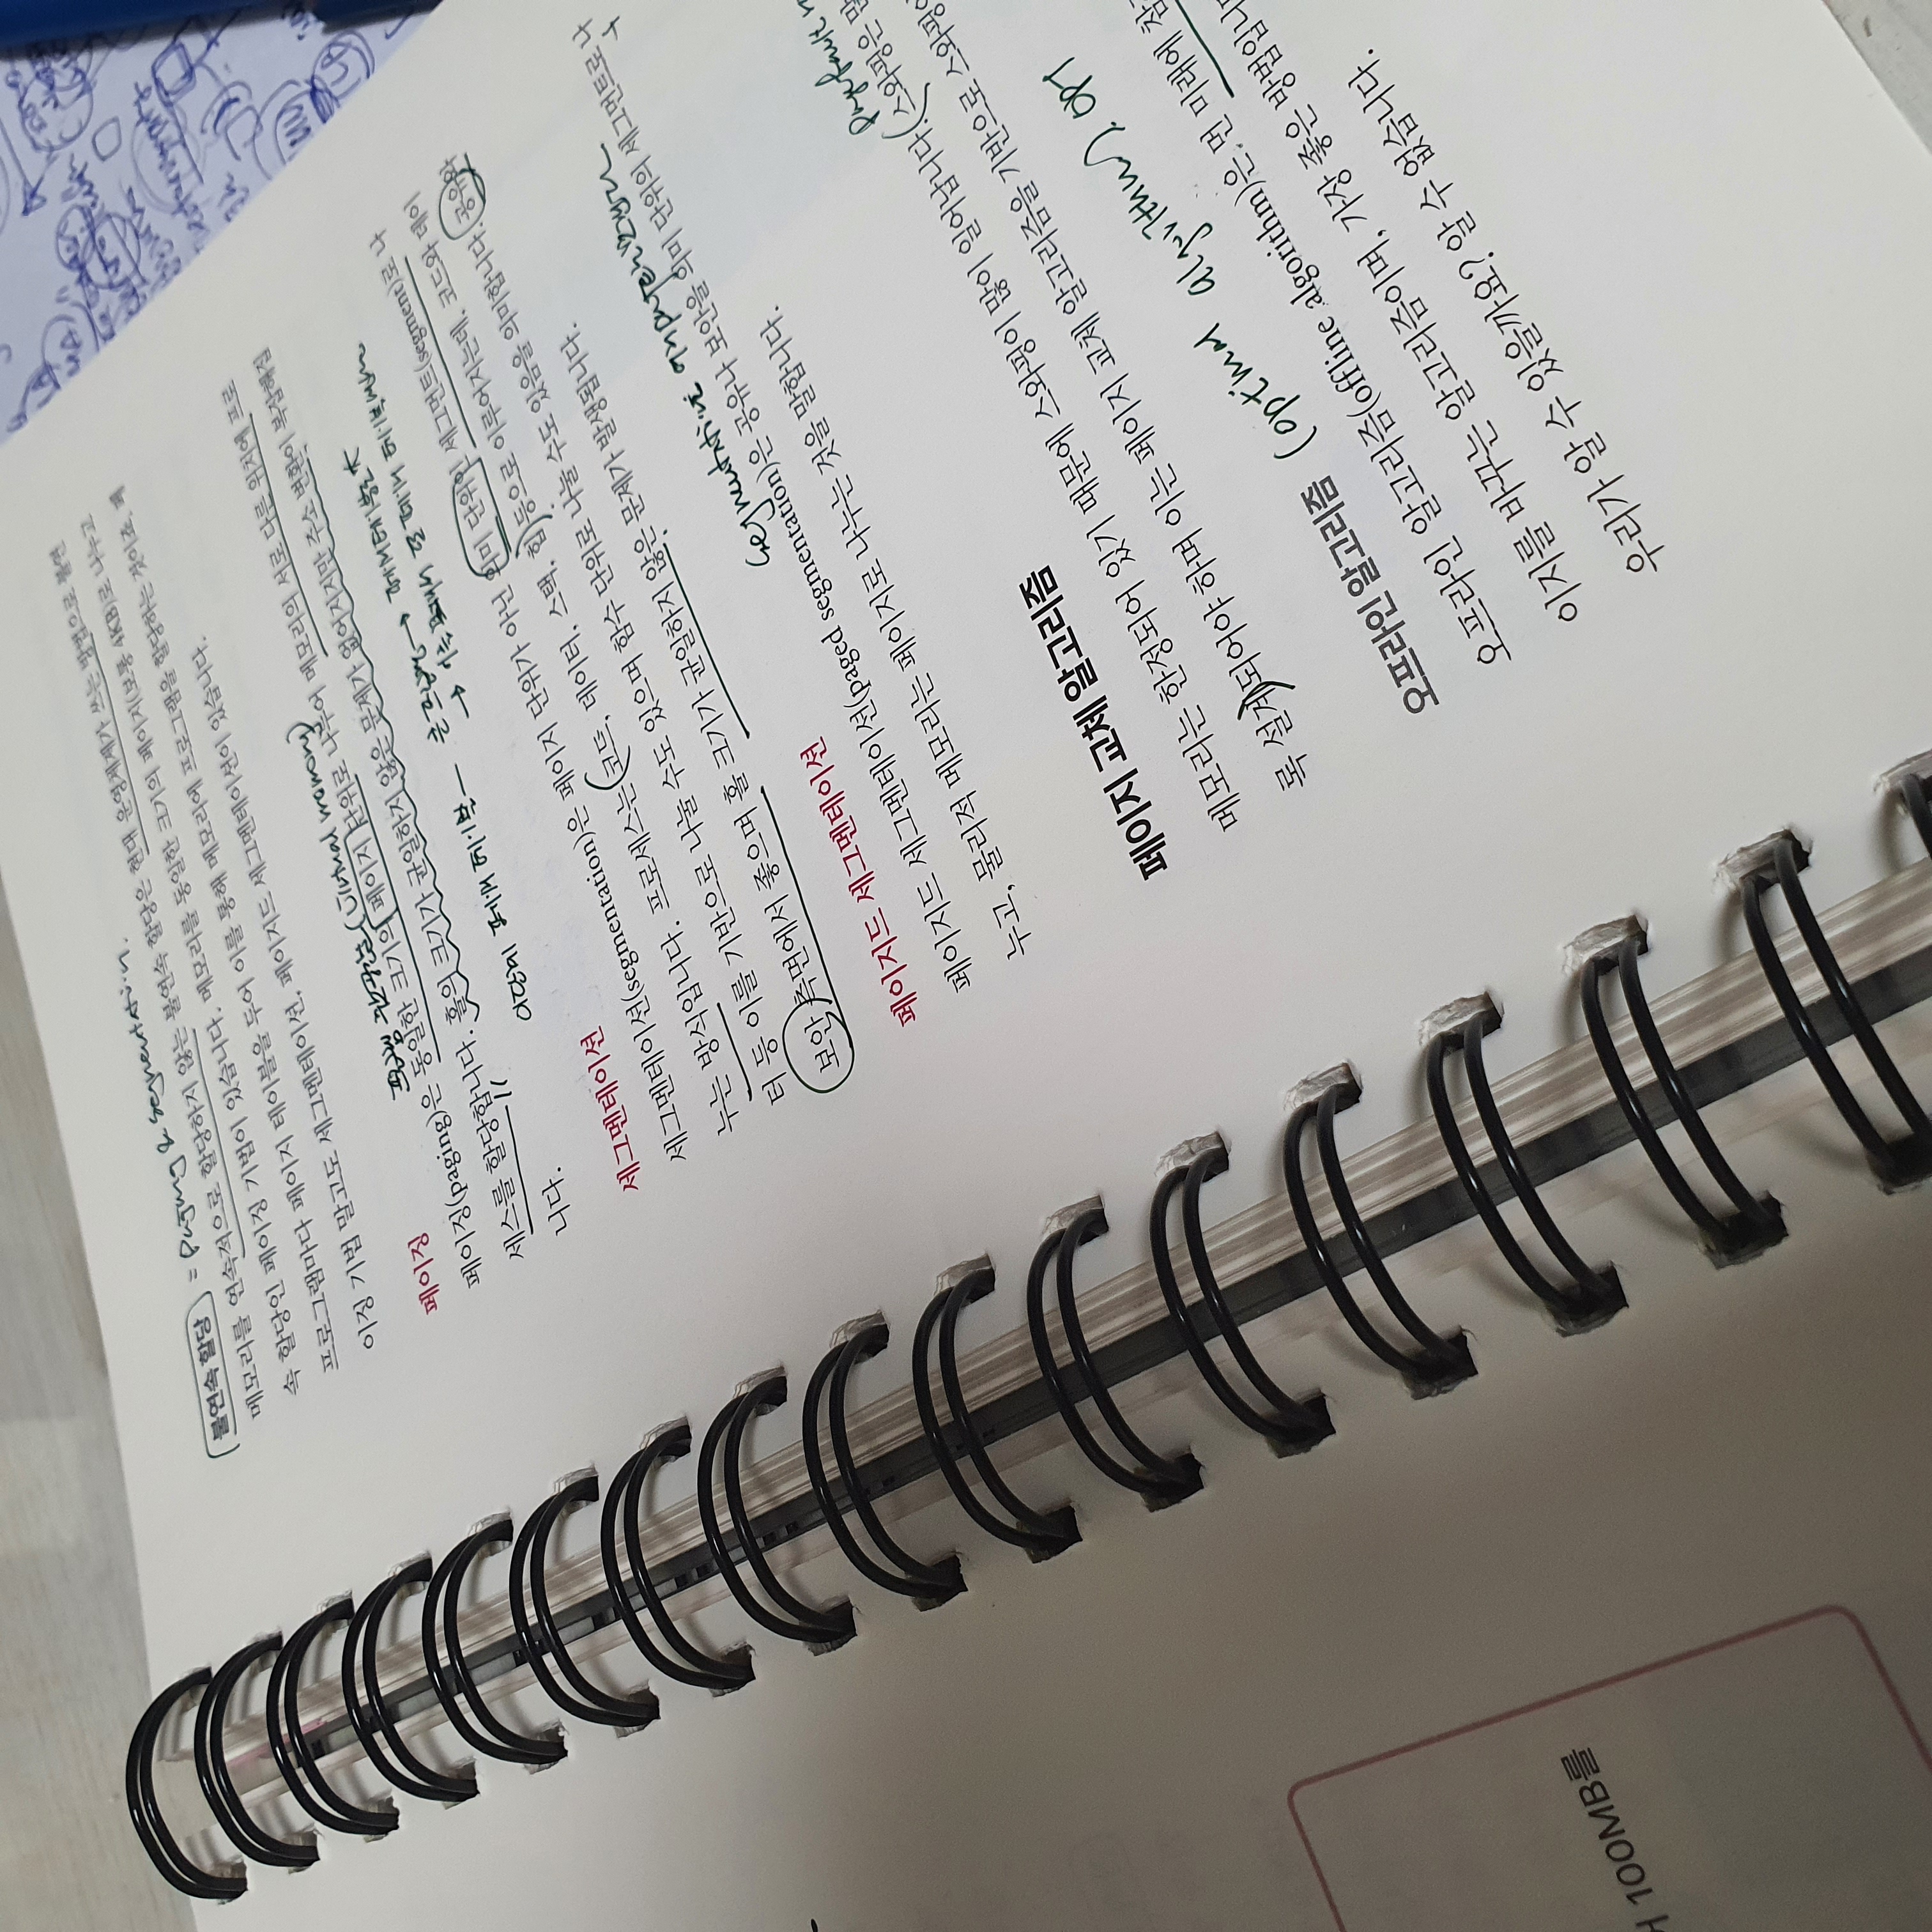 100MB를
불연속 할당 = Paging & segmentation.
메모리를 연속적으로 할당하지 않는 불연속 할당은 현대 운영체제가 쓰는 방법으로 불연
속 할당인 페이징 기법이 있습니다. 메모리를 동일한 크기의 페이지(보통 4KB)로 나누고
프로그램마다 페이지 테이블을 두어 이를 통해 메모리에 프로그램을 할당하는 것이죠. 페
이징 기법 말고도 세그멘테이션, 페이지드 세그멘테이션이 있습니다.
(virtual memory)
페이징
페이징(paging)은 동일한 크기의 페이지 단위로 나누어 메모리의 서로 다른 위치에 프로
세스를 할당합니다. 홀의 크기가 균일하지 않은 문제가 없어지지만 주소 변환이 복잡해집
니다.
세그멘테이션
세그멘테이션(segmentation)은 페이지 단위가 아닌 의미 단위인 세그먼트(segment)로 나
누는 방식입니다. 프로세스는 (코드, 데이터, 스택, 힙) 등으로 이루어지는데, 코드와 데이
터 등 이를 기반으로 나눌 수도 있으며 함수 단위로 나눌 수도 있음을 의미합니다. 공유와
보안 측면에서 좋으며 홀 크기가 균일하지 않은 문제가 발생됩니다.
페이지드 세그멘테이션
페이지드 세그멘테이션(paged segmentation)은 공유나 보안을 의미 단위의 세그먼트로 나
누고, 물리적 메모리는 페이지로 나누는 것을 말합니다.
페이지 교체 알고리즘
메모리는 한정되어 있기 때문에 스와핑이 많이 일어납니다. (스와핑은 많
록 설계)되어야 하며 이는 페이지 교체 알고리즘을 기반으로 스와핑이
오프라인 알고리즘 (optimal algorithm). OPT
오프라인 알고리즘(offline algorithm)은 먼 미래에 참
이지를 바꾸는 알고리즘이며, 가장 좋은 방법입니
우리가 알 수 있을까요? 알 수 없습니다.